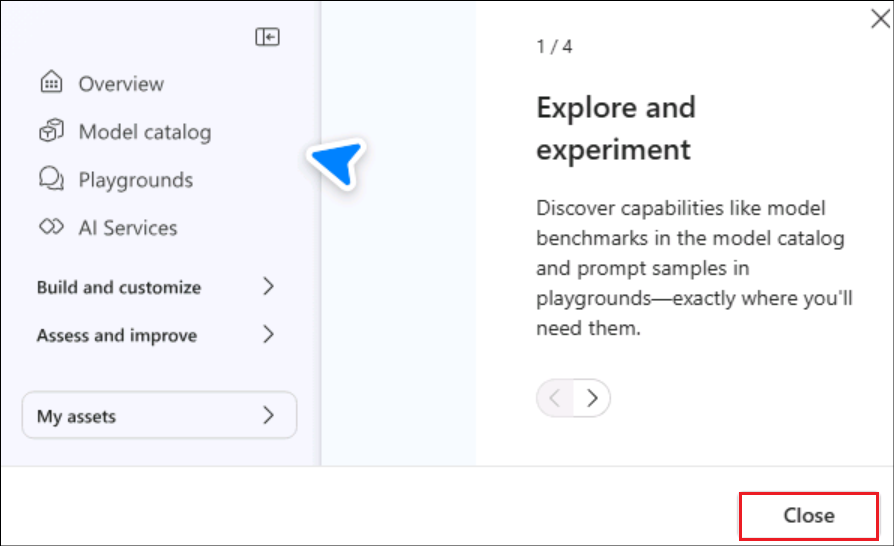 Overview
Model catalog
Playgrounds
AI Services
Build and customize
Assess and improve
My assets
1 / 4
Explore and
experiment
Discover capabilities like model
benchmarks in the model catalog
and prompt samples in
playgrounds—exactly where you'll
need them.
Close